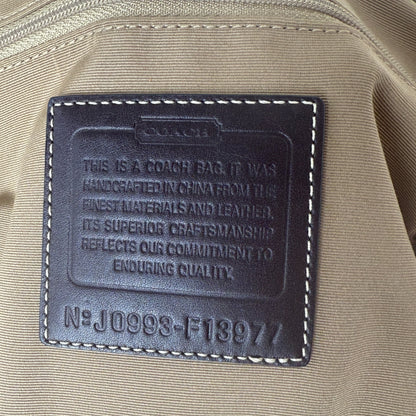 COACH
THIS IS A COACH BAG. IT WAS
HANDCRAFTED IN CHINA FROM THE
FINEST MATERIALS AND LEATHER.
ITS SUPERIOR CRAFTSMANSHIP
REFLECTS OUR COMMITMENT TO
ENDURING QUALITY.
Nº J0993-F13977